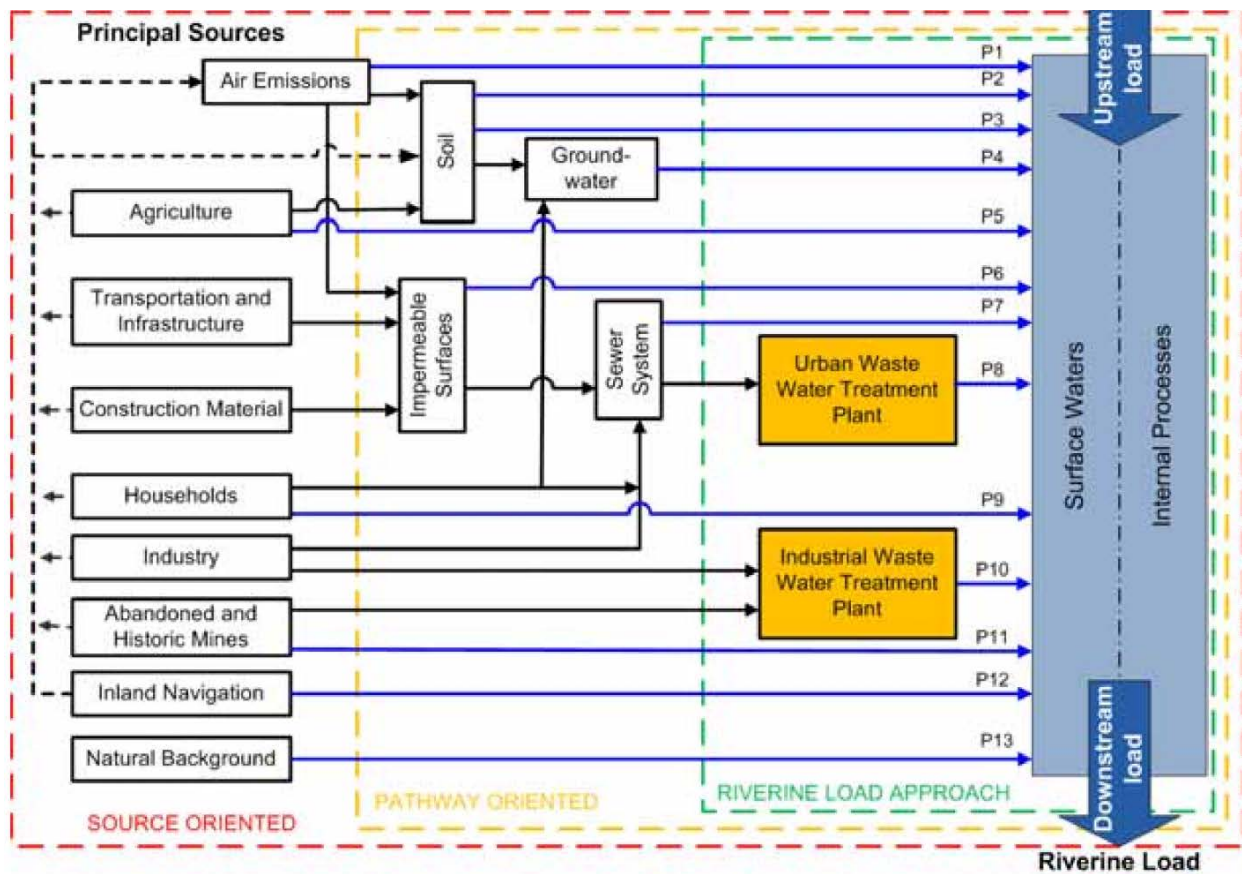 Principal Sources
Air Emissions
Soil
Ground-
water
Agriculture
Transportation and
Infrastructure
Impermeable
Surfaces
Sewer
System
Construction Material
Urban Waste
Water Treatment
Plant
Households
Industry
Industrial Waste
Water Treatment
Plant
Abandoned and
Historic Mines
Inland Navigation
Natural Background
P1
P2
P3
P4
P5
P6
P7
P8
P9
P10
P11
P12
P13
Upstream
load
Surface Waters
Internal Processes
Downstream
load
SOURCE ORIENTED
PATHWAY ORIENTED
RIVERINE LOAD APPROACH
Riverine Load